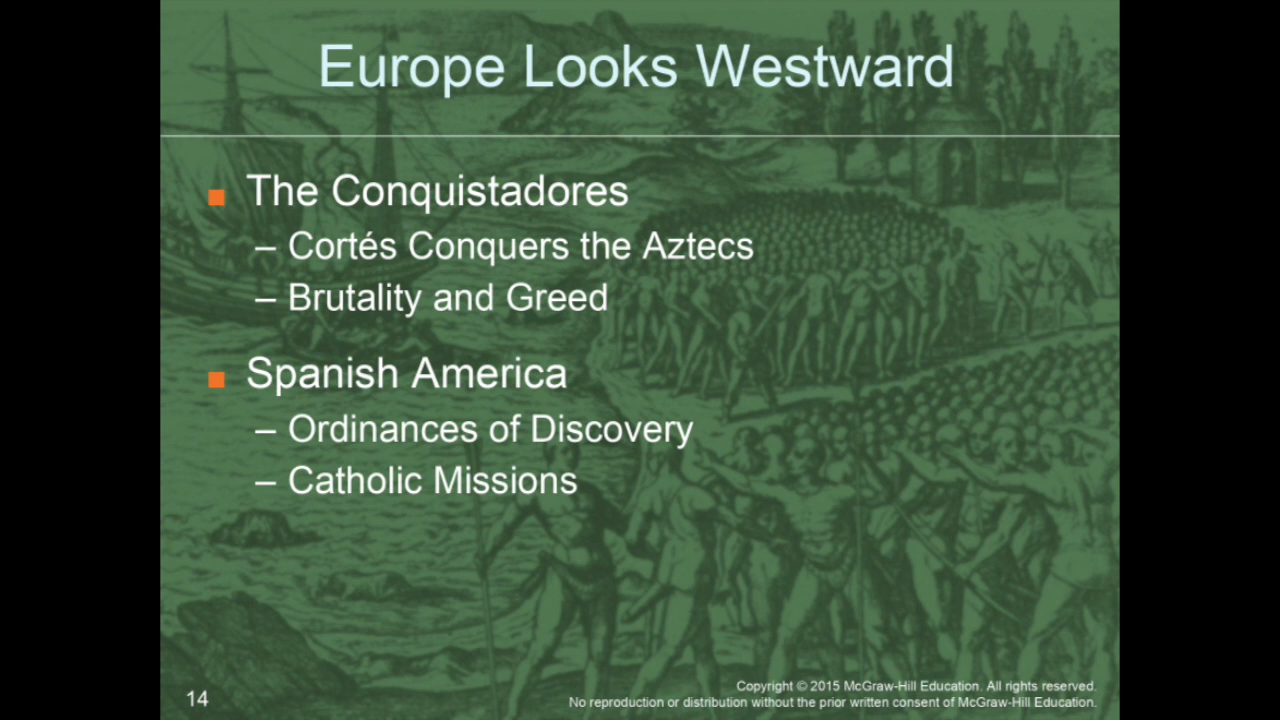 Europe Looks Westward
■ The Conquistadores
– Cortés Conquers the Aztecs
– Brutality and Greed
■ Spanish America
– Ordinances of Discovery
– Catholic Missions
14
Copyright © 2015 McGraw-Hill Education. All rights reserved.
No reproduction or distribution without the prior written consent of McGraw-Hill Education.